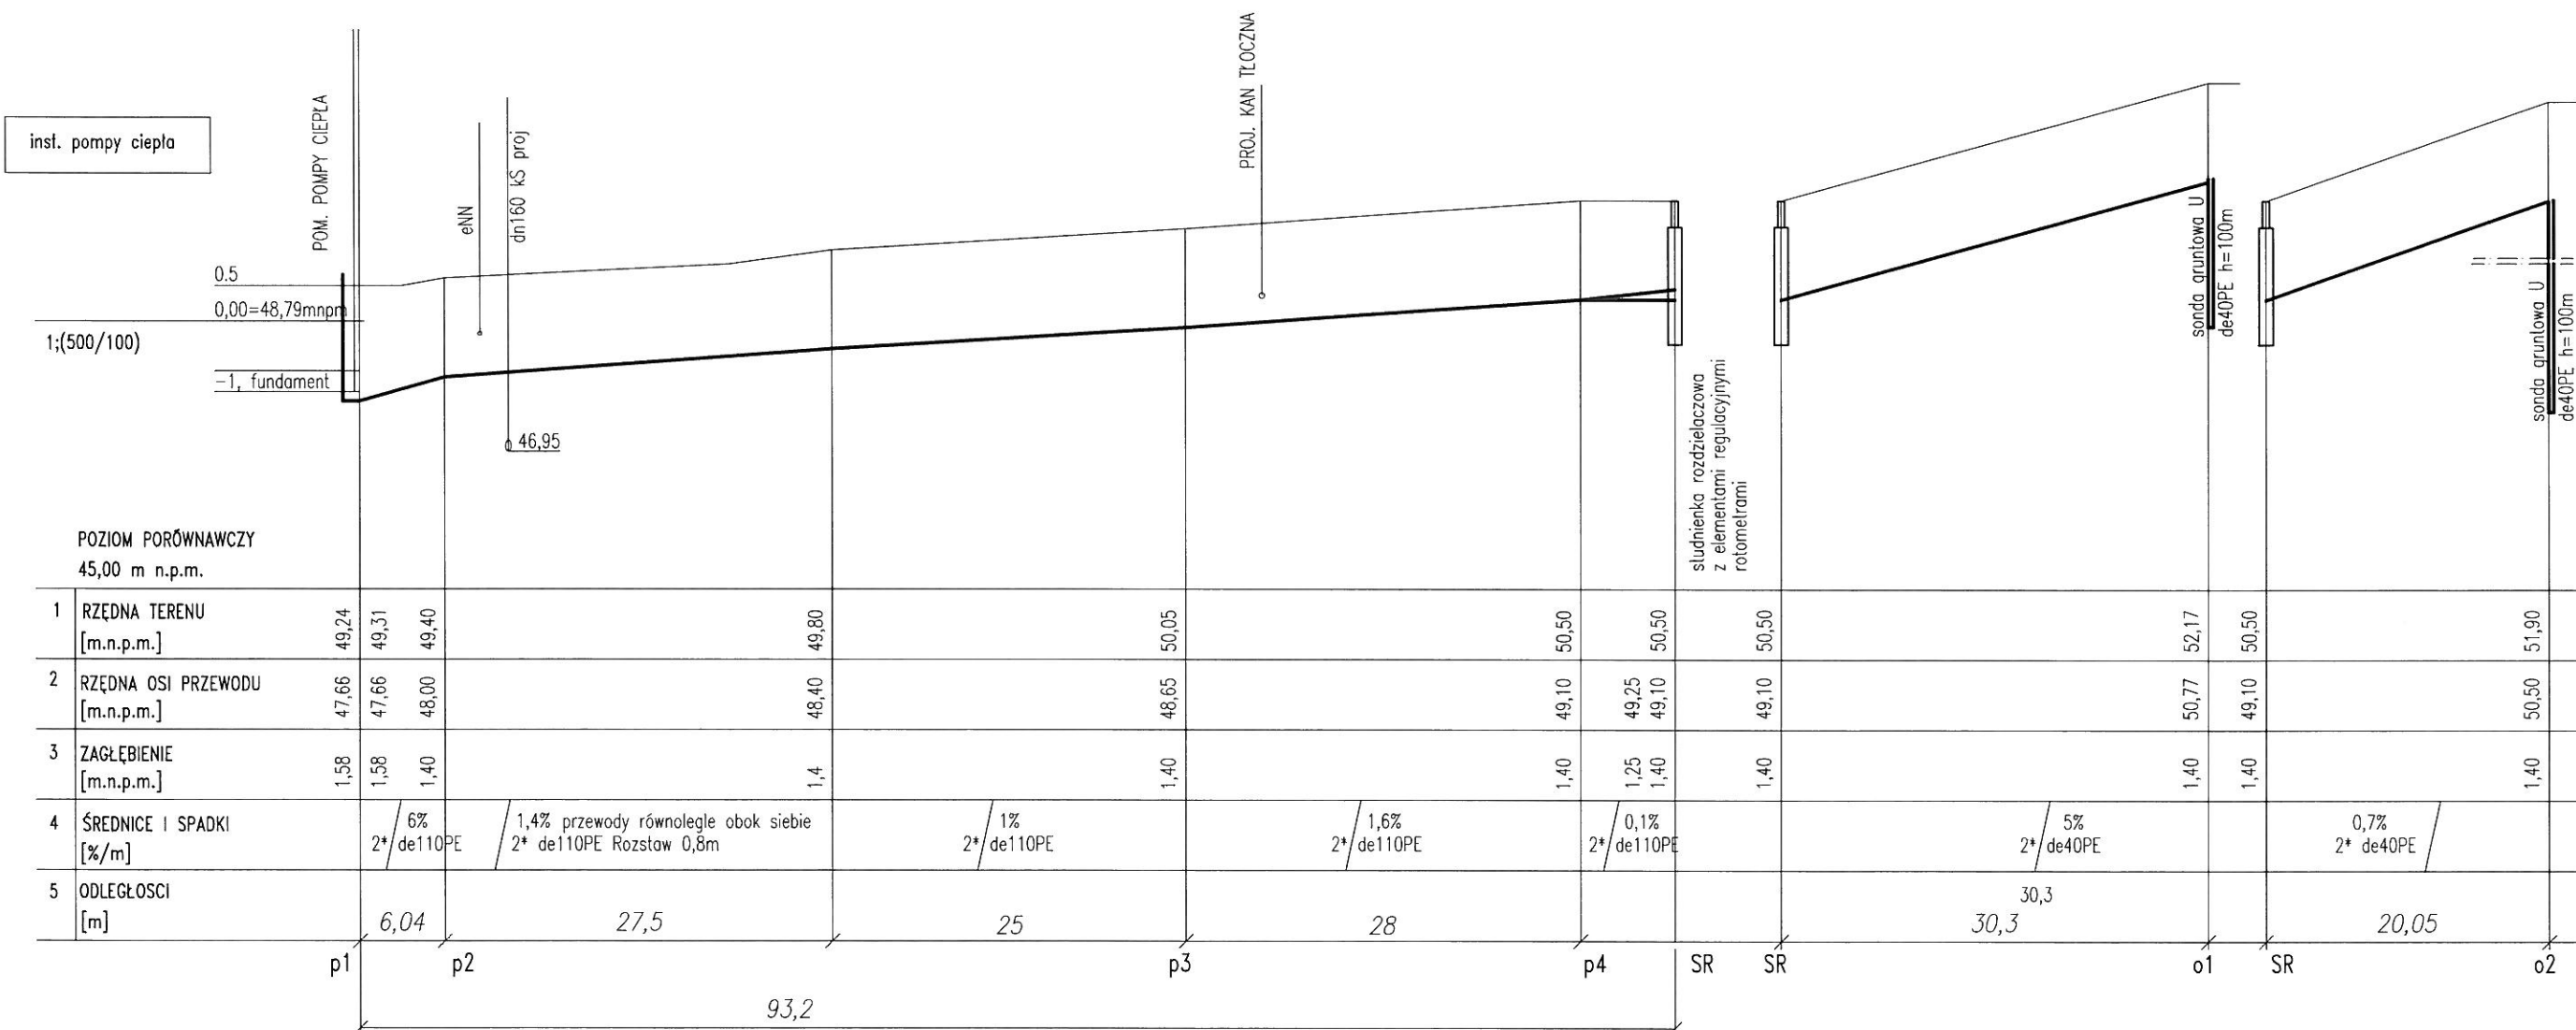 inst. pompy ciepła
POM. POMPY CIEPŁA
eNN
dn160 kS proj
PROJ. KAN TŁOCZNA
0.5
0,00=48,79mnpm
1;(500/100)
-1, fundament
46,95
studnienka rozdzielaczowa
z elementami regulacyjnymi
rotometrami
sonda gruntowa U
de40PE h=100m
sonda gruntowa U
de40PE h=100m
POZIOM PORÓWNAWCZY
45,00 m n.p.m.
1 RZĘDNA TERENU
[m.n.p.m.]
49,24 49,31 49,40 49,80 50,05 50,50 50,50 50,50 52,17 50,50 51,90
2 RZĘDNA OSI PRZEWODU
[m.n.p.m.]
47,66 47,66 48,00 48,40 48,65 49,10 49,25 49,10 49,10 50,77 49,10 50,50
3 ZAGŁĘBIENIE
[m.n.p.m.]
1,58 1,58 1,40 1,4 1,40 1,40 1,25 1,40 1,40 1,40 1,40 1,40
4 ŚREDNICE I SPADKI
[%/m]
6%
2* de110PE
1,4% przewody równolegle obok siebie
2* de110PE Rozstaw 0,8m
1%
2* de110PE
1,6%
2* de110PE
0,1%
2* de110PE
5%
2* de40PE
0,7%
2* de40PE
5 ODLEGŁOSCI
[m]
6,04 27,5 25 28 30,3 30,3 20,05
p1 p2 p3 p4 SR SR o1 SR o2
93,2